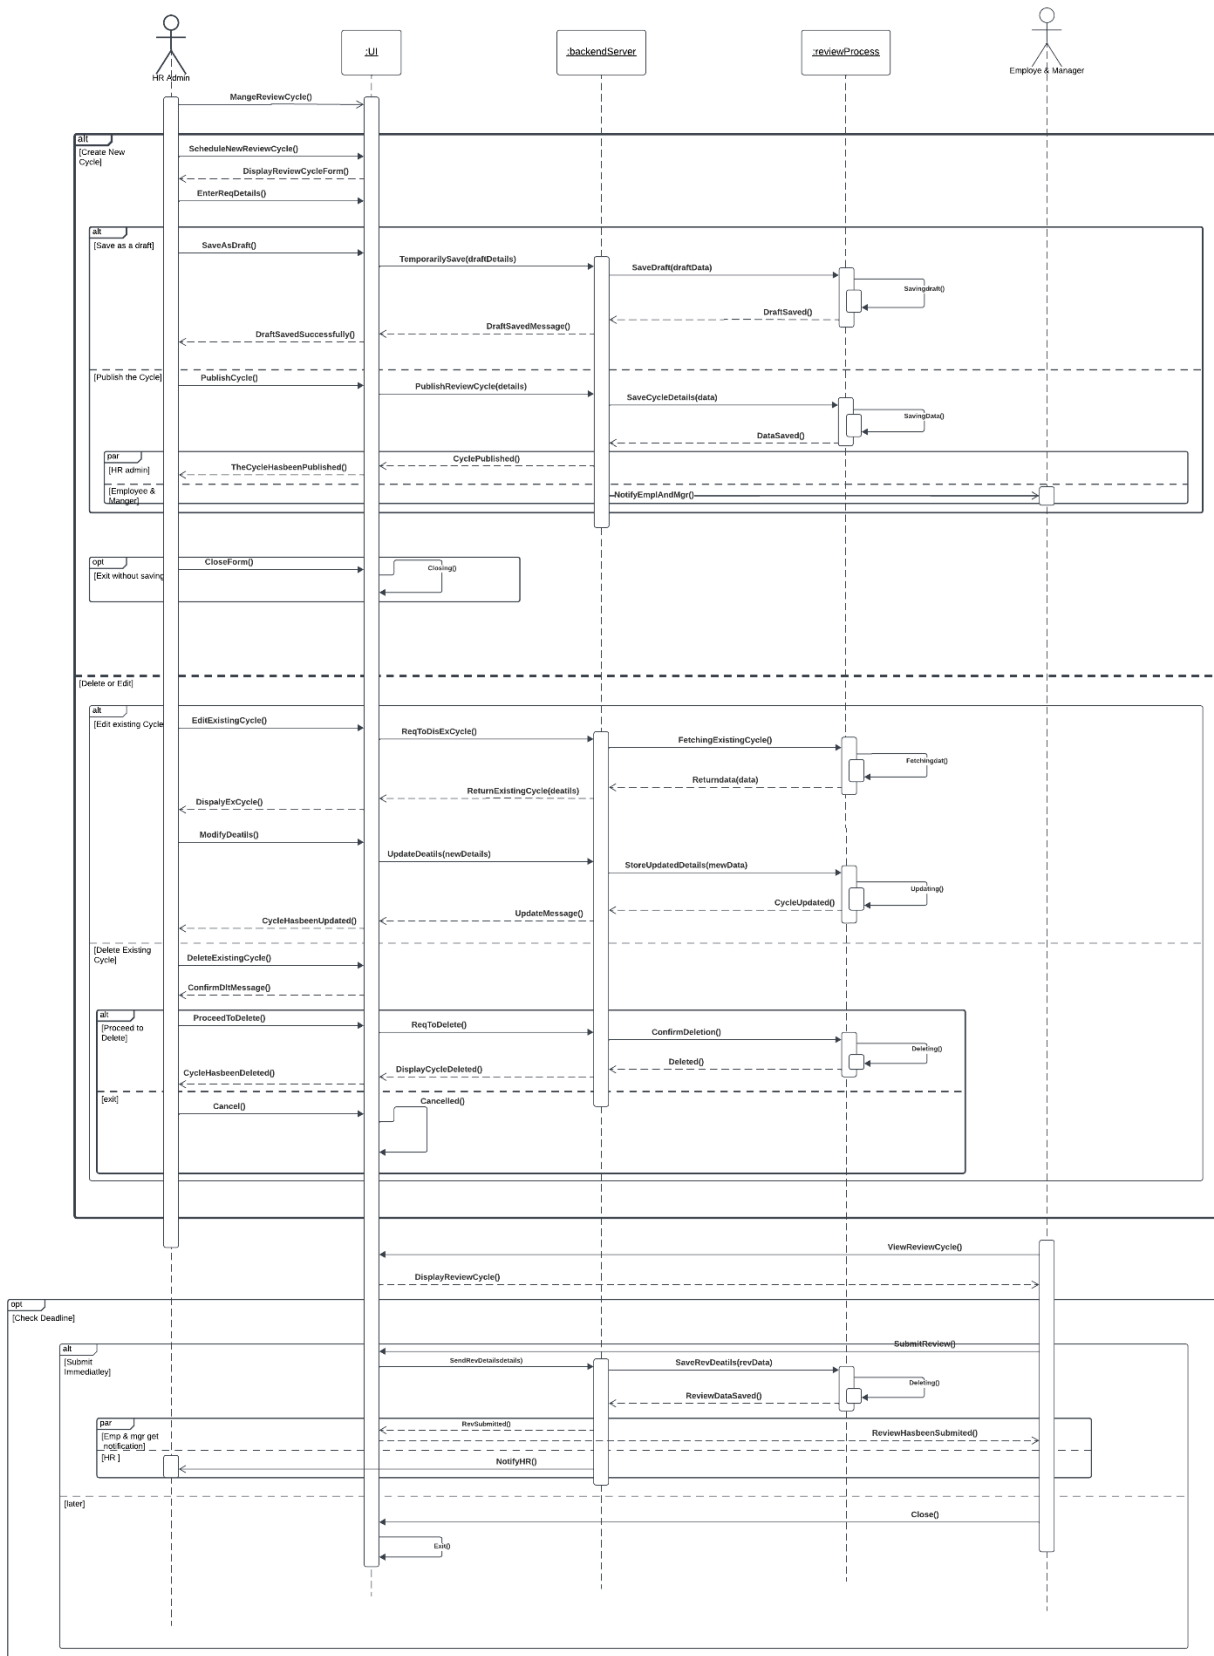 HR Admin
:UI
:backendServer
:reviewProcess
Employe & Manager
MangeReviewCycle()
alt
[Create New
Cycle]
ScheduleNewReviewCycle()
DisplayReviewCycleForm()
EnterReqDetails()
alt
[Save as a draft]
SaveAsDraft()
TemporarilySave(draftDetails)
SaveDraft(draftData)
Savingdraft()
DraftSaved()
DraftSavedMessage()
DraftSavedSuccessfully()
[Publish the Cycle]
PublishCycle()
PublishReviewCycle(details)
SaveCycleDetails(data)
SavingData()
DataSaved()
par
[HR admin]
CyclePublished()
TheCycleHasbeenPublished()
[Employee &
Manger]
NotifyEmplAndMgr()
opt
[Exit without saving
CloseForm()
Closing()
[Delete or Edit]
alt
[Edit existing Cycle
EditExistingCycle()
ReqToDisExCycle()
FetchingExistingCycle()
Fetchingdat()
Returndata(data)
ReturnExistingCycle(deatils)
DispalyExCycle()
ModifyDeatils()
UpdateDeatils(newDetails)
StoreUpdatedDetails(mewData)
Updating()
CycleUpdated()
UpdateMessage()
CycleHasbeenUpdated()
[Delete Existing
Cycle]
DeleteExistingCycle()
ConfirmDltMessage()
alt
[Proceed to
Delete]
ProceedToDelete()
ReqToDelete()
ConfirmDeletion()
Deleting()
Deleted()
DisplayCycleDeleted()
CycleHasbeenDeleted()
[exit]
Cancel()
Cancelled()
ViewReviewCycle()
DisplayReviewCycle()
opt
[Check Deadline]
alt
[Submit
Immediatley]
SubmitReview()
SendRevDetailsdetails)
SaveRevDeatils(revData)
Deleting()
ReviewDataSaved()
par
[Emp & mgr get
notification]
RevSubmitted()
ReviewHasbeenSubmited()
[HR ]
NotifyHR()
[later]
Close()
Exit()